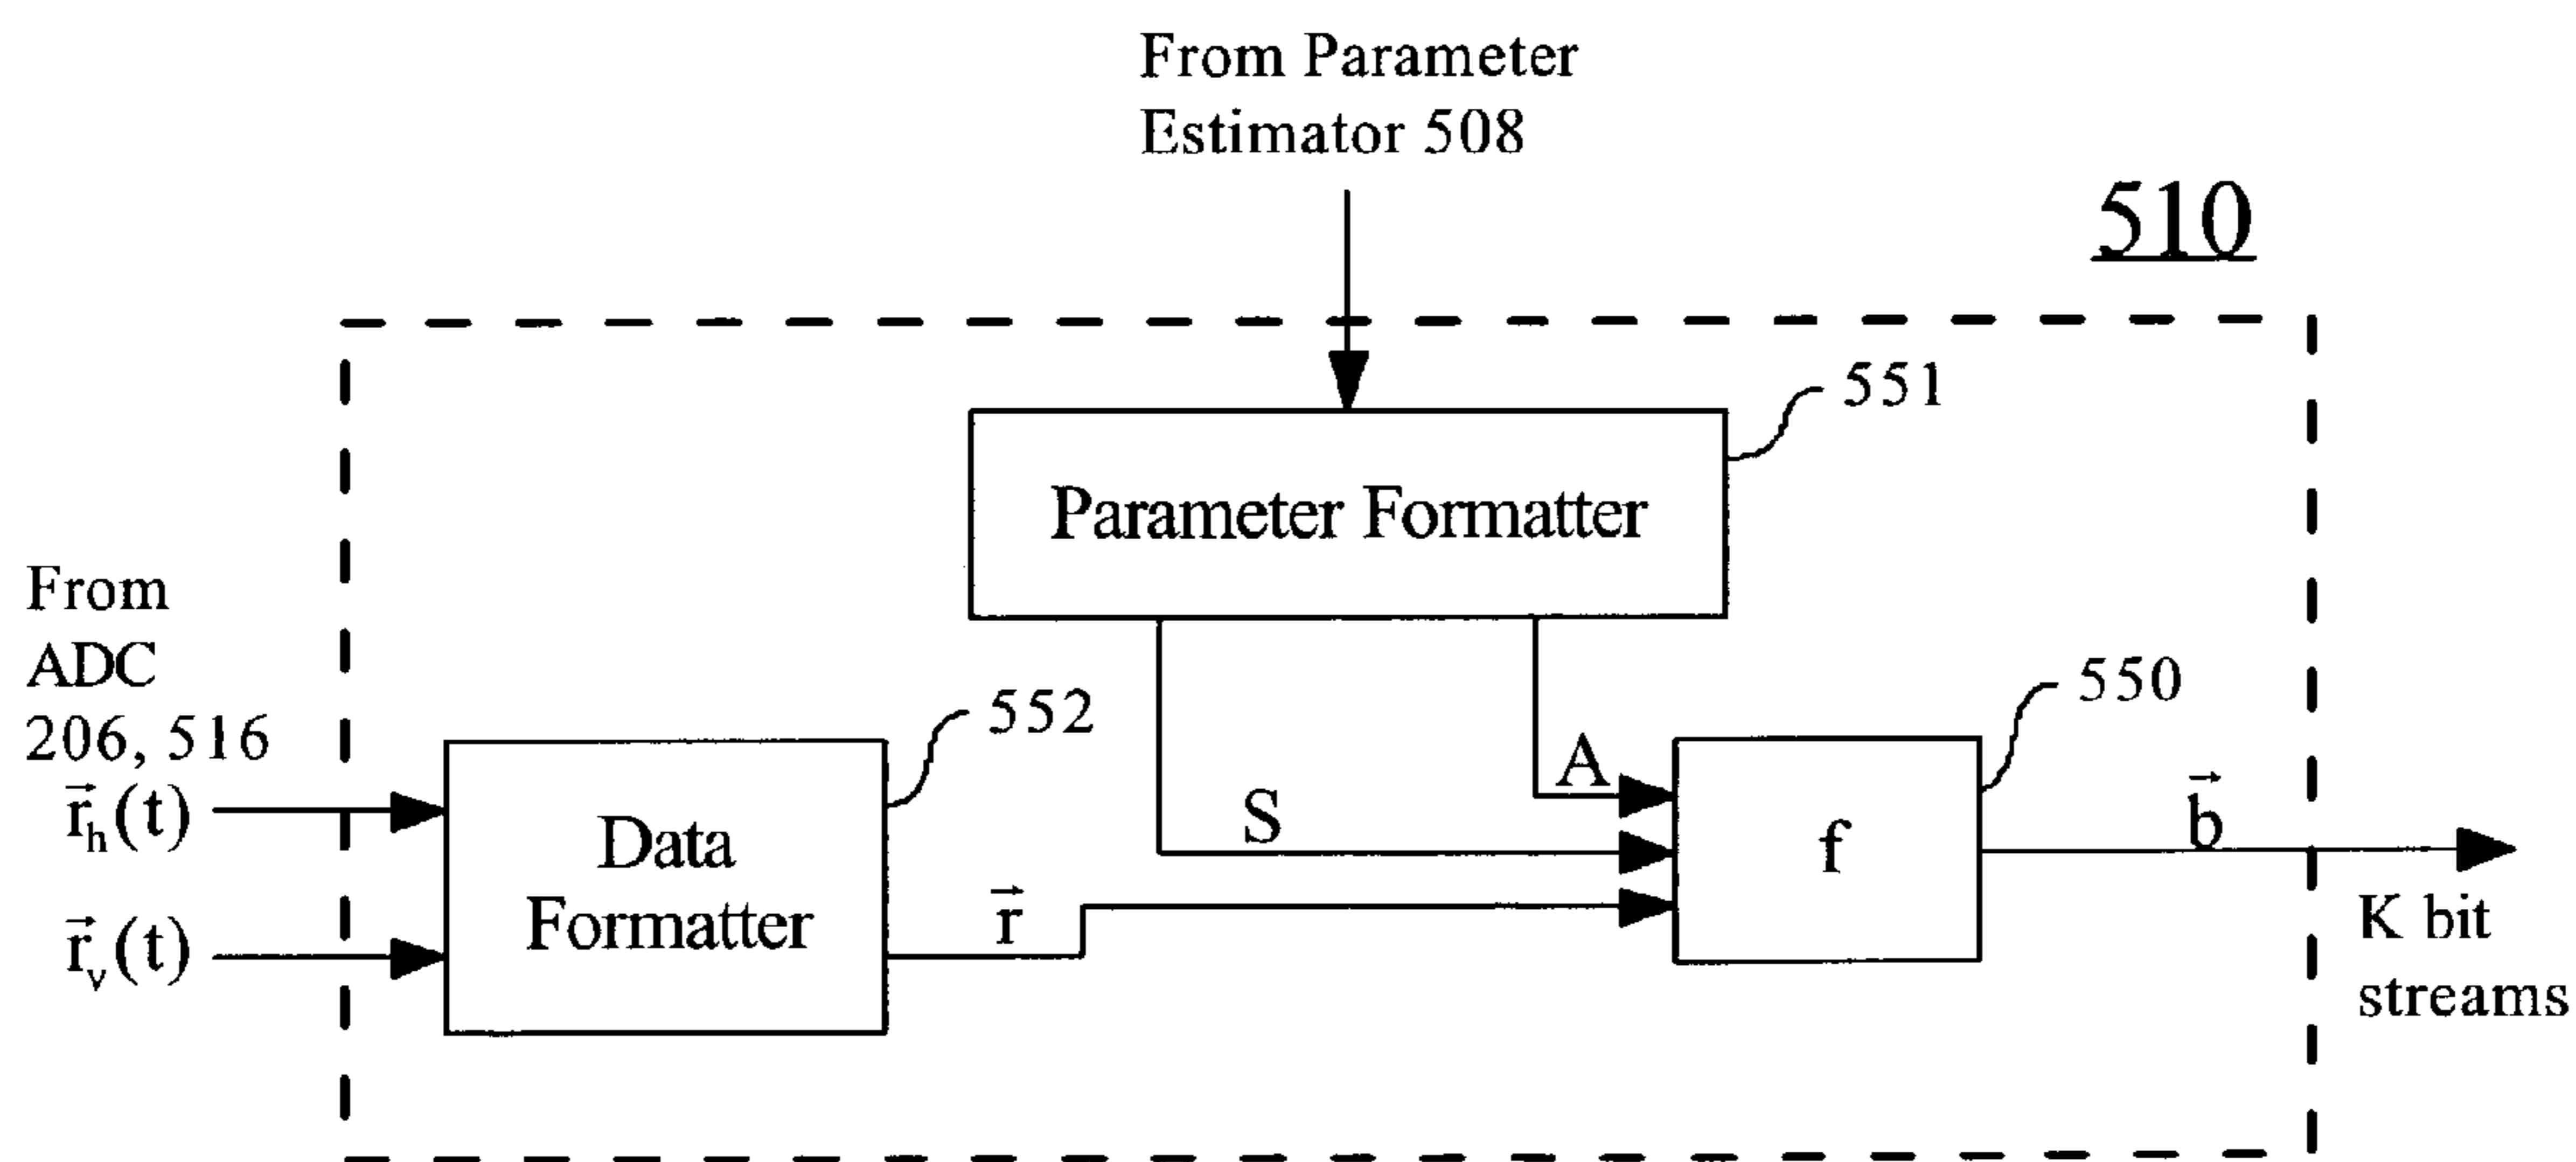 From Parameter
Estimator 508
510
551
Parameter Formatter
From
ADC
206, 516
552
550
A
S
r⃗h(t)
Data
Formatter
f
b⃗
r⃗
r⃗v(t)
K bit
streams